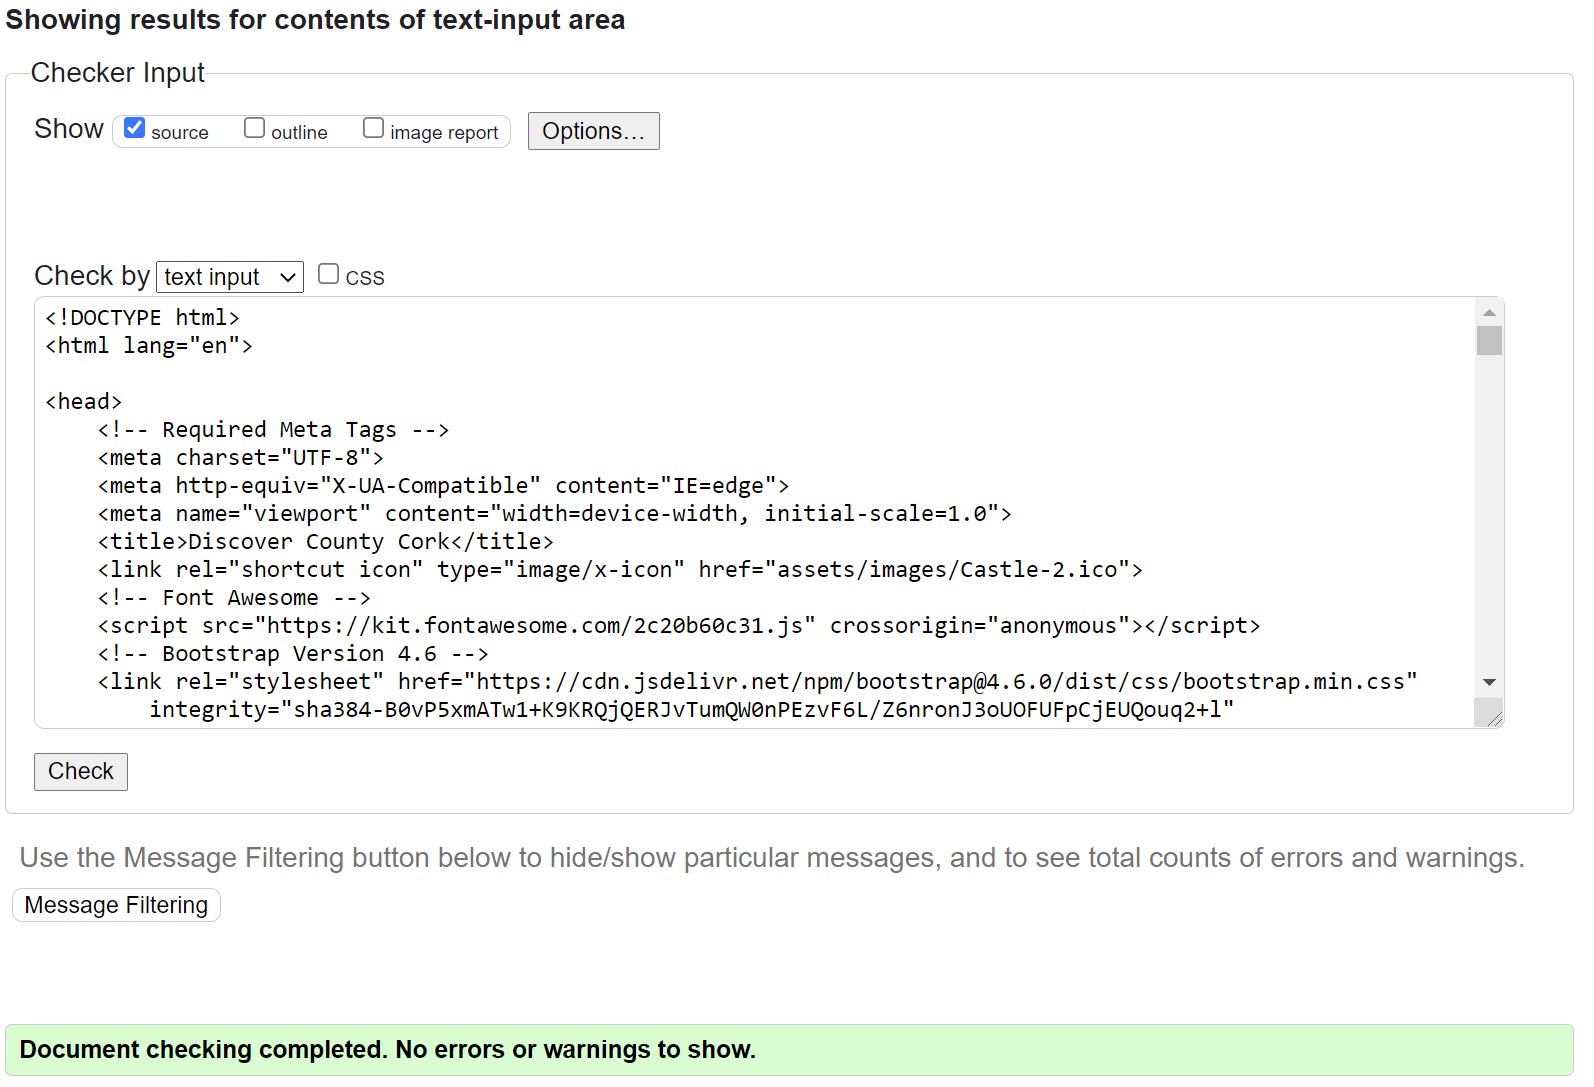 Showing results for contents of text-input area
Checker Input
Show source outline image report Options...
Check by text input CSS
<!DOCTYPE html>
<html lang="en">
<head>
<!-- Required Meta Tags -->
<meta charset="UTF-8">
<meta http-equiv="X-UA-Compatible" content="IE=edge">
<meta name="viewport" content="width=device-width, initial-scale=1.0">
<title>Discover County Cork</title>
<link rel="shortcut icon" type="image/x-icon" href="assets/images/Castle-2.ico">
<!-- Font Awesome -->
<script src="https://kit.fontawesome.com/2c20b60c31.js" crossorigin="anonymous"></script>
<!-- Bootstrap Version 4.6 -->
<link rel="stylesheet" href="https://cdn.jsdelivr.net/npm/bootstrap@4.6.0/dist/css/bootstrap.min.css"
integrity="sha384-B0vP5xmATw1+K9KRQjQERJvTumQW0nPEzvF6L/Z6nronJ3oUOFUFpCjEUQouq2+l"
Check
Use the Message Filtering button below to hide/show particular messages, and to see total counts of errors and warnings.
Message Filtering
Document checking completed. No errors or warnings to show.